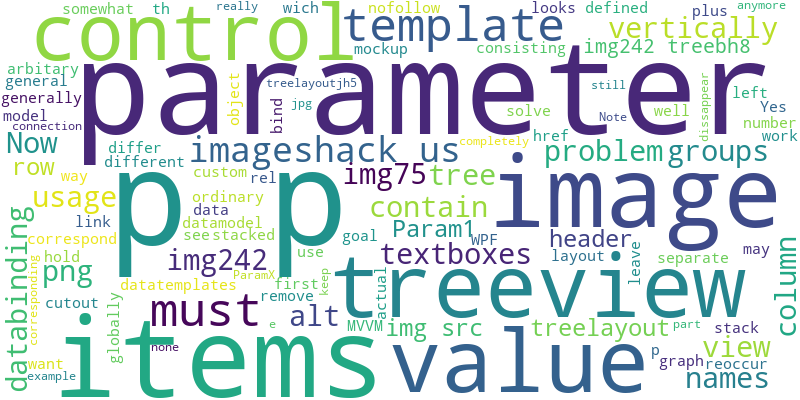 somewhat th really wich nofollow looks defined plus anymore
control template vertically
mockup consisting img242 treebh8
arbitrary
general
generally
model
connection
parameter
object
bind
treelayoutjh5
jpg
solve
still
Note
left
Yes
number
well
dissappear
work
Now
differ
different
imageshack us
completely
href
problem groups
row
way
custom
rel
img75 tree
p p image
usage
ordinary
data
contain
names
link
datamodel
see stacked
goal
Param1
WPF
header
separate
databinding
correspond
hold
img242
use
textboxes
layout
leave
may
column
png
datatemplates
ParamX
first
keep
actual
treeview
cutout
globally
remove
must alt
MVVM
img src
treelayout
stack
corresponding
want
example
none
items
e
value
p
part
graph
view
reoccur
names